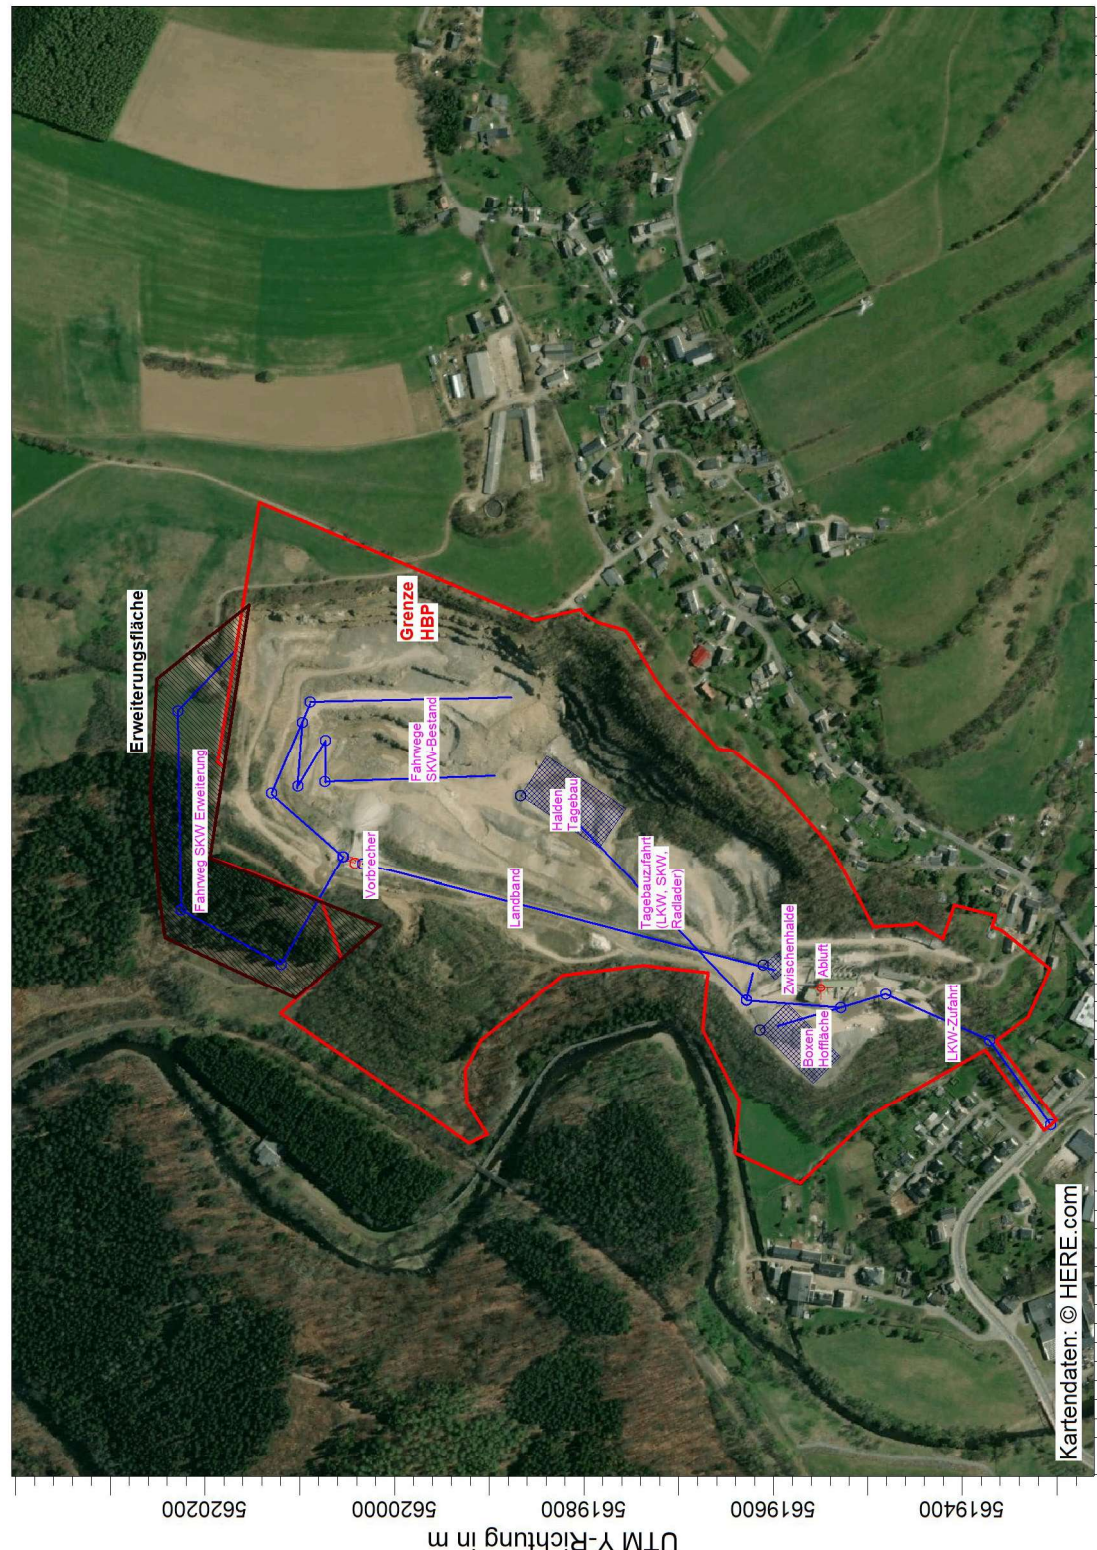 Erweiterungsfläche
Fahrweg SKW Erweiterung
Grenze
HBP
Fahrwege
SKW-Bestand
Vorbrecher
Halden
Tagebau
Landband
Tagebauzufahrt
(LKW, SKW,
Radlader)
Zwischenhalde
Abluft
Boxen
Hoffläche
LKW-Zufahrt
Kartendaten: © HERE.com
5620200
5620000
5619800
5619600
5619400
UTM Y-Richtung in m